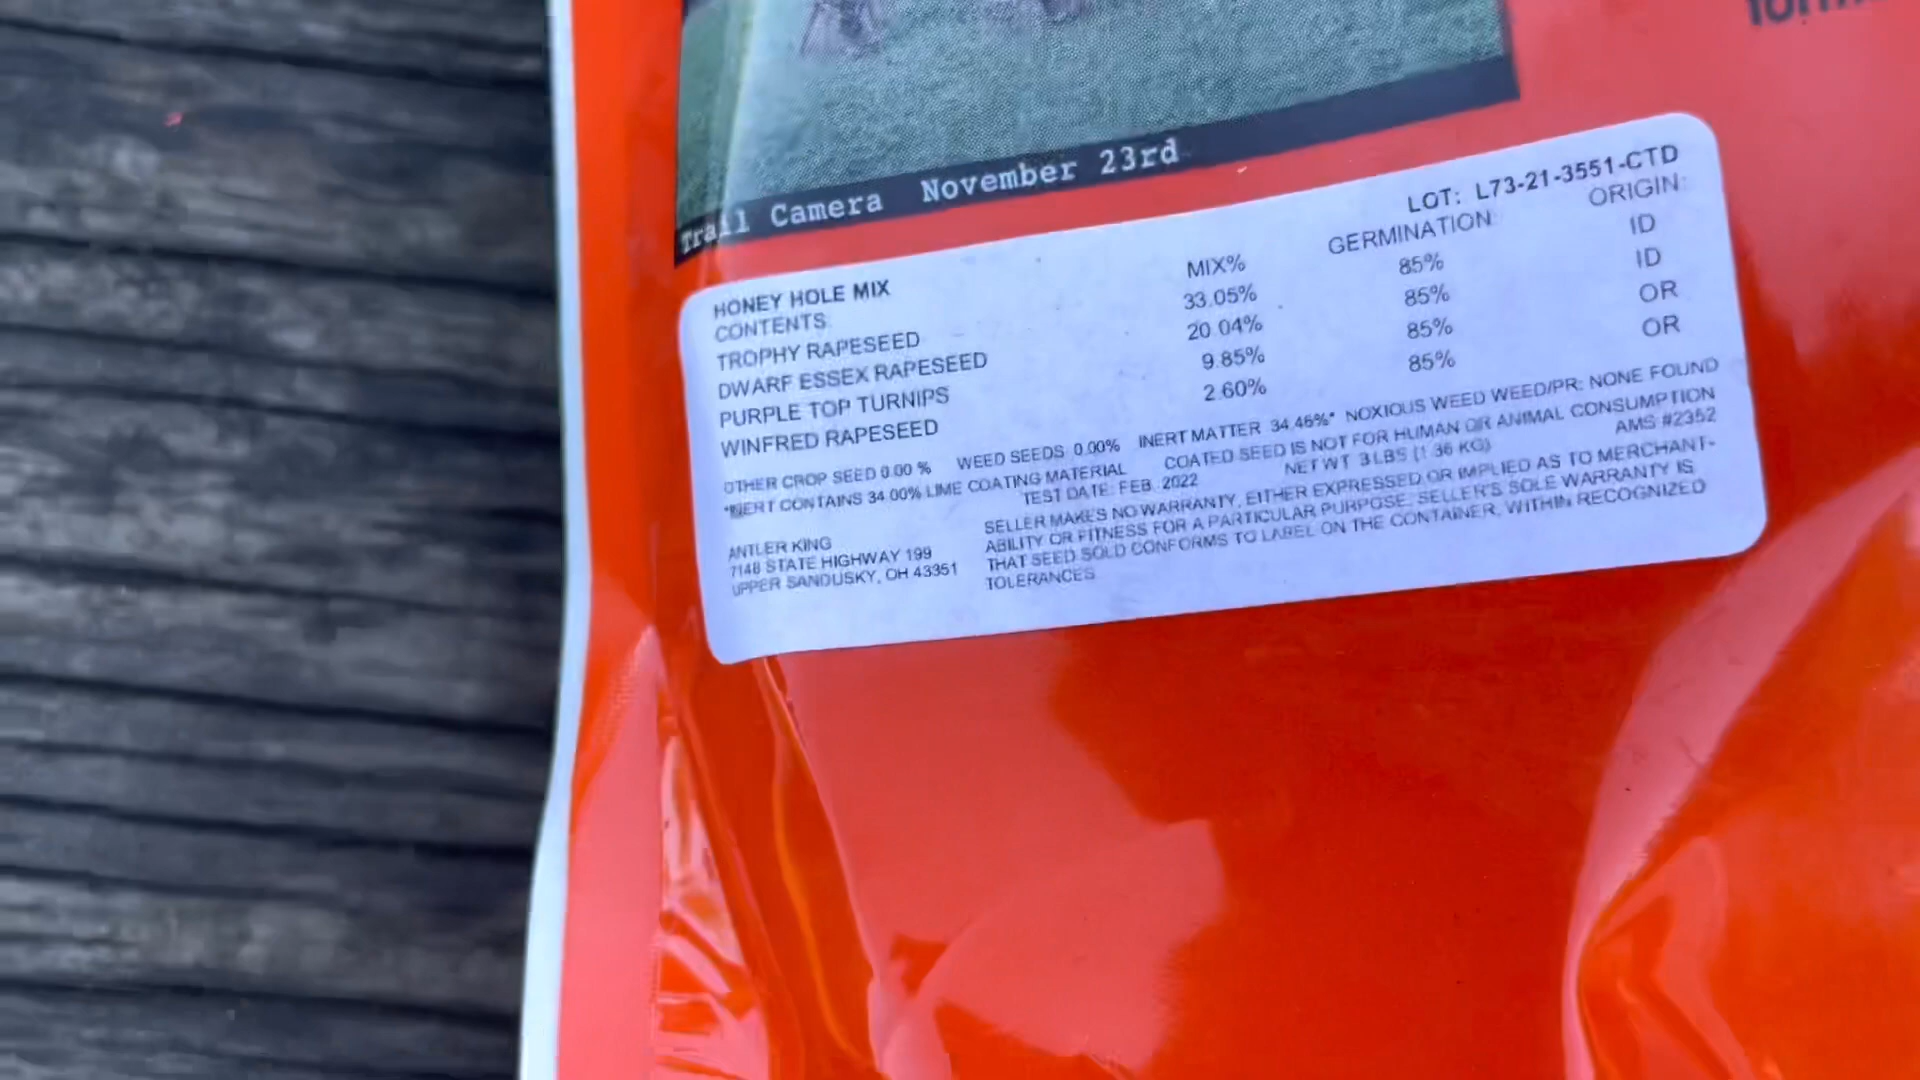 Trail Camera November 23rd
LOT: L73-21-3551-CTD
HONEY HOLE MIX
CONTENTS: MIX% GERMINATION ORIGIN:
TROPHY RAPESEED 33.05% 85% ID
DWARF ESSEX RAPESEED 20.04% 85% ID
PURPLE TOP TURNIPS 9.85% 85% OR
WINFRED RAPESEED 2.60% 85% OR
OTHER CROP SEED 0.00 % WEED SEEDS 0.00% INERT MATTER 34.46%* NOXIOUS WEED WEED/PR: NONE FOUND
*INERT CONTAINS 34.00% LIME COATING MATERIAL COATED SEED IS NOT FOR HUMAN OR ANIMAL CONSUMPTION
TEST DATE: FEB. 2022 NET WT 3 LBS (1.36 KG) AMS #2352
SELLER MAKES NO WARRANTY, EITHER EXPRESSED OR IMPLIED AS TO MERCHANT-
ABILITY OR FITNESS FOR A PARTICULAR PURPOSE. SELLER'S SOLE WARRANTY IS
THAT SEED SOLD CONFORMS TO LABEL ON THE CONTAINER, WITHIN RECOGNIZED
TOLERANCES
ANTLER KING
7148 STATE HIGHWAY 199
UPPER SANDUSKY, OH 43351